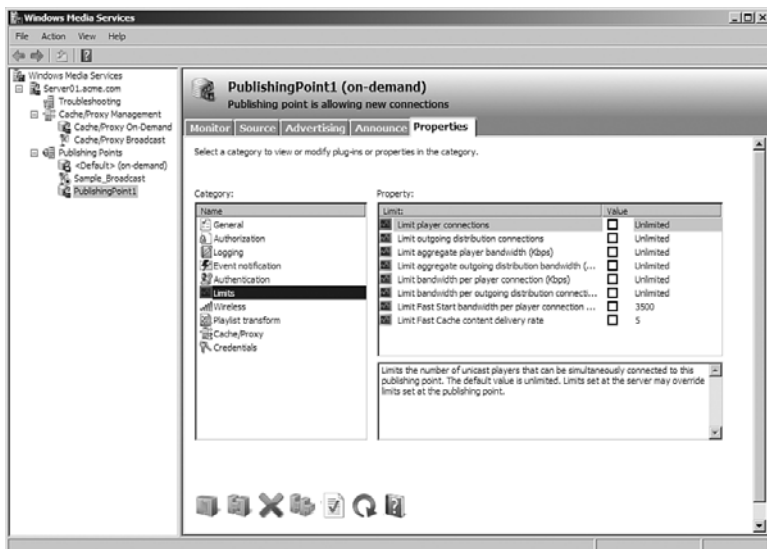 Windows Media Services
File Action View Help
Windows Media Services
Server01.acme.com
Troubleshooting
Cache/Proxy Management
Cache/Proxy On-Demand
Cache/Proxy Broadcast
Publishing Points
<Default> (on-demand)
Sample_Broadcast
PublishingPoint1
PublishingPoint1 (on-demand)
Publishing point is allowing new connections
Monitor Source Advertising Announce Properties
Select a category to view or modify plug-ins or properties in the category.
Category:
Name
General
Authorization
Logging
Event notification
Authentication
Limits
Wireless
Playlist transform
Cache/Proxy
Credentials
Property:
Limit: Value
Limit player connections Unlimited
Limit outgoing distribution connections Unlimited
Limit aggregate player bandwidth (Kbps) Unlimited
Limit aggregate outgoing distribution bandwidth (... Unlimited
Limit bandwidth per player connection (Kbps) Unlimited
Limit bandwidth per outgoing distribution connecti... Unlimited
Limit Fast Start bandwidth per player connection ... 3500
Limit Fast Cache content delivery rate 5
Limits the number of unicast players that can be simultaneously connected to this
publishing point. The default value is unlimited. Limits set at the server may override
limits set at the publishing point.